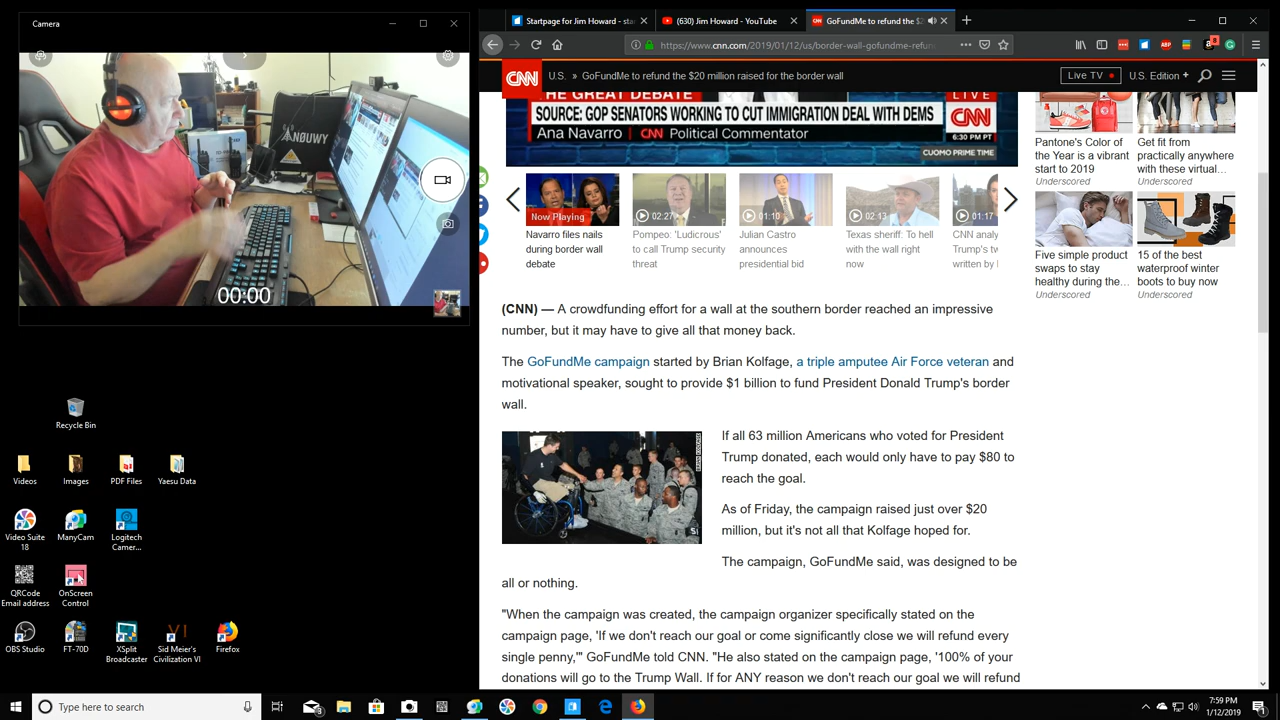 Camera
00:00
ANØUWY
Recycle Bin
Videos
Images
PDF Files
Yaesu Data
Video Suite
18
ManyCam
Logitech
Camer...
QRCode
Email address
OnScreen
Control
OBS Studio
FT-70D
XSplit
Broadcaster
Sid Meier's
Civilization VI
Firefox
Startpage for Jim Howard - sta
(630) Jim Howard - YouTube
GoFundMe to refund the $2
https://www.cnn.com/2019/01/12/us/border-wall-gofundme-refun
ABP
8
CNN
U.S. » GoFundMe to refund the $20 million raised for the border wall
Live TV
U.S. Edition +
THE GREAT DEBATE
LIVE
SOURCE: GOP SENATORS WORKING TO CUT IMMIGRATION DEAL WITH DEMS
CNN
Ana Navarro | CNN Political Commentator
6:30 PM PT
CUOMO PRIME TIME
Now Playing
02:27
01:10
02:13
01:17
Navarro files nails
during border wall
debate
Pompeo: 'Ludicrous'
to call Trump security
threat
Julian Castro
announces
presidential bid
Texas sheriff: To hell
with the wall right
now
CNN analy
Trump's tw
written by
Pantone's Color of
the Year is a vibrant
start to 2019
Underscored
Get fit from
practically anywhere
with these virtual...
Underscored
Five simple product
swaps to stay
healthy during the...
Underscored
15 of the best
waterproof winter
boots to buy now
Underscored
(CNN) — A crowdfunding effort for a wall at the southern border reached an impressive
number, but it may have to give all that money back.
The GoFundMe campaign started by Brian Kolfage, a triple amputee Air Force veteran and
motivational speaker, sought to provide $1 billion to fund President Donald Trump's border
wall.
BRIAN KOLFAGE
If all 63 million Americans who voted for President
Trump donated, each would only have to pay $80 to
reach the goal.
As of Friday, the campaign raised just over $20
million, but it's not all that Kolfage hoped for.
The campaign, GoFundMe said, was designed to be
all or nothing.
"When the campaign was created, the campaign organizer specifically stated on the
campaign page, 'If we don't reach our goal or come significantly close we will refund every
single penny,'" GoFundMe told CNN. "He also stated on the campaign page, '100% of your
donations will go to the Trump Wall. If for ANY reason we don't reach our goal we will refund
Type here to search
3
7:59 PM
1/12/2019
1